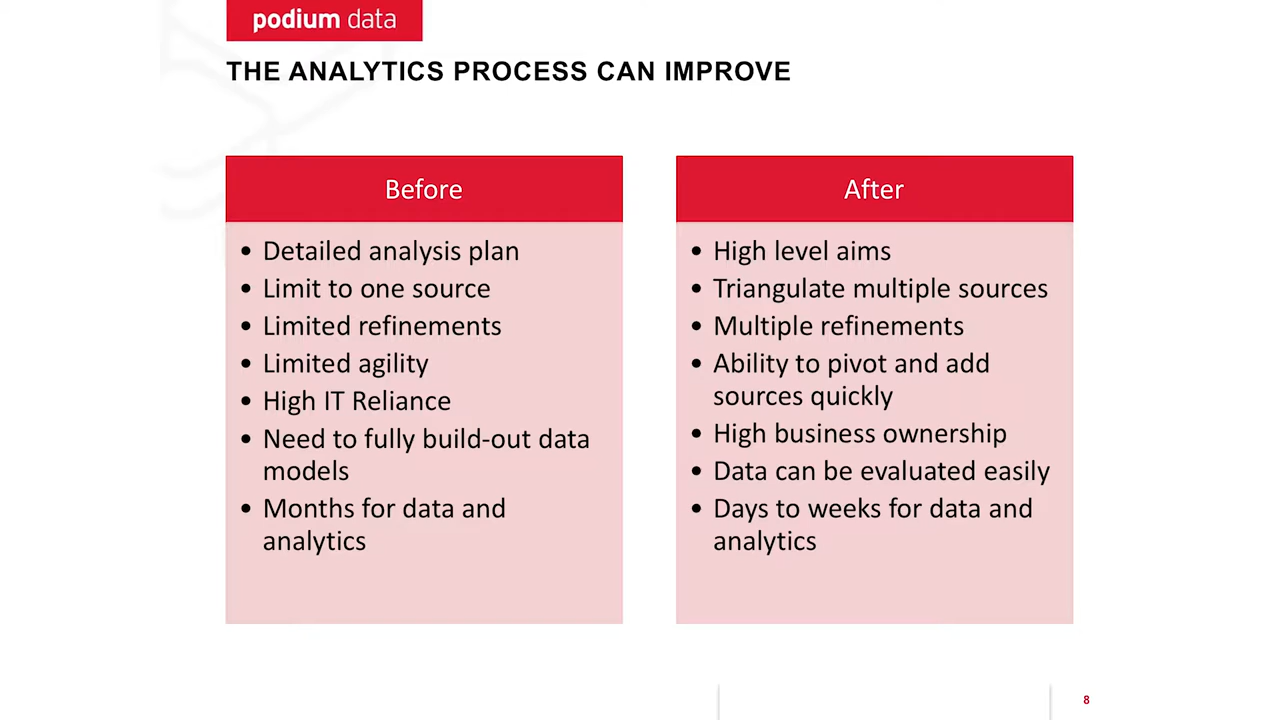 podium data
THE ANALYTICS PROCESS CAN IMPROVE
Before
• Detailed analysis plan
• Limit to one source
• Limited refinements
• Limited agility
• High IT Reliance
• Need to fully build-out data
models
• Months for data and
analytics
After
• High level aims
• Triangulate multiple sources
• Multiple refinements
• Ability to pivot and add
sources quickly
• High business ownership
• Data can be evaluated easily
• Days to weeks for data and
analytics
8